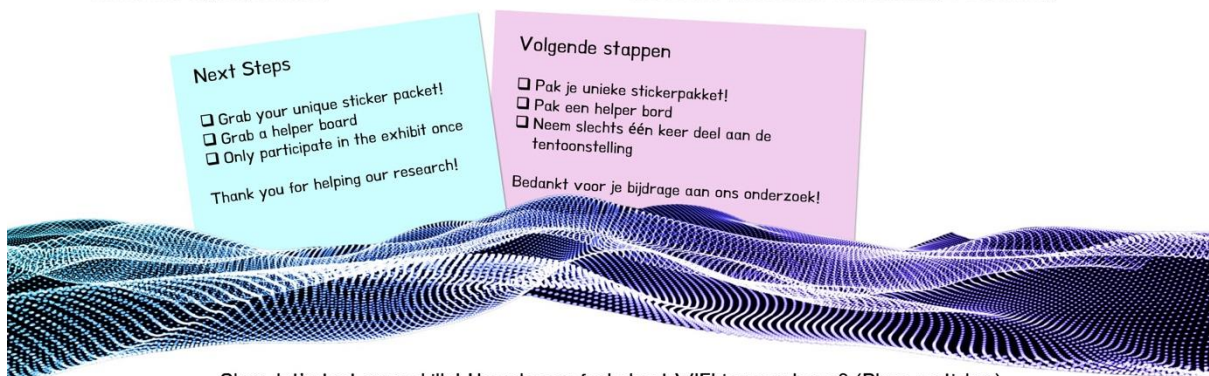 Next Steps
❑ Grab your unique sticker packet!
❑ Grab a helper board
❑ Only participate in the exhibit once
Thank you for helping our research!
Volgende stappen
❑ Pak je unieke stickerpakket!
❑ Pak een helper bord
❑ Neem slechts één keer deel aan de
tentoonstelling
Bedankt voor je bijdrage aan ons onderzoek!